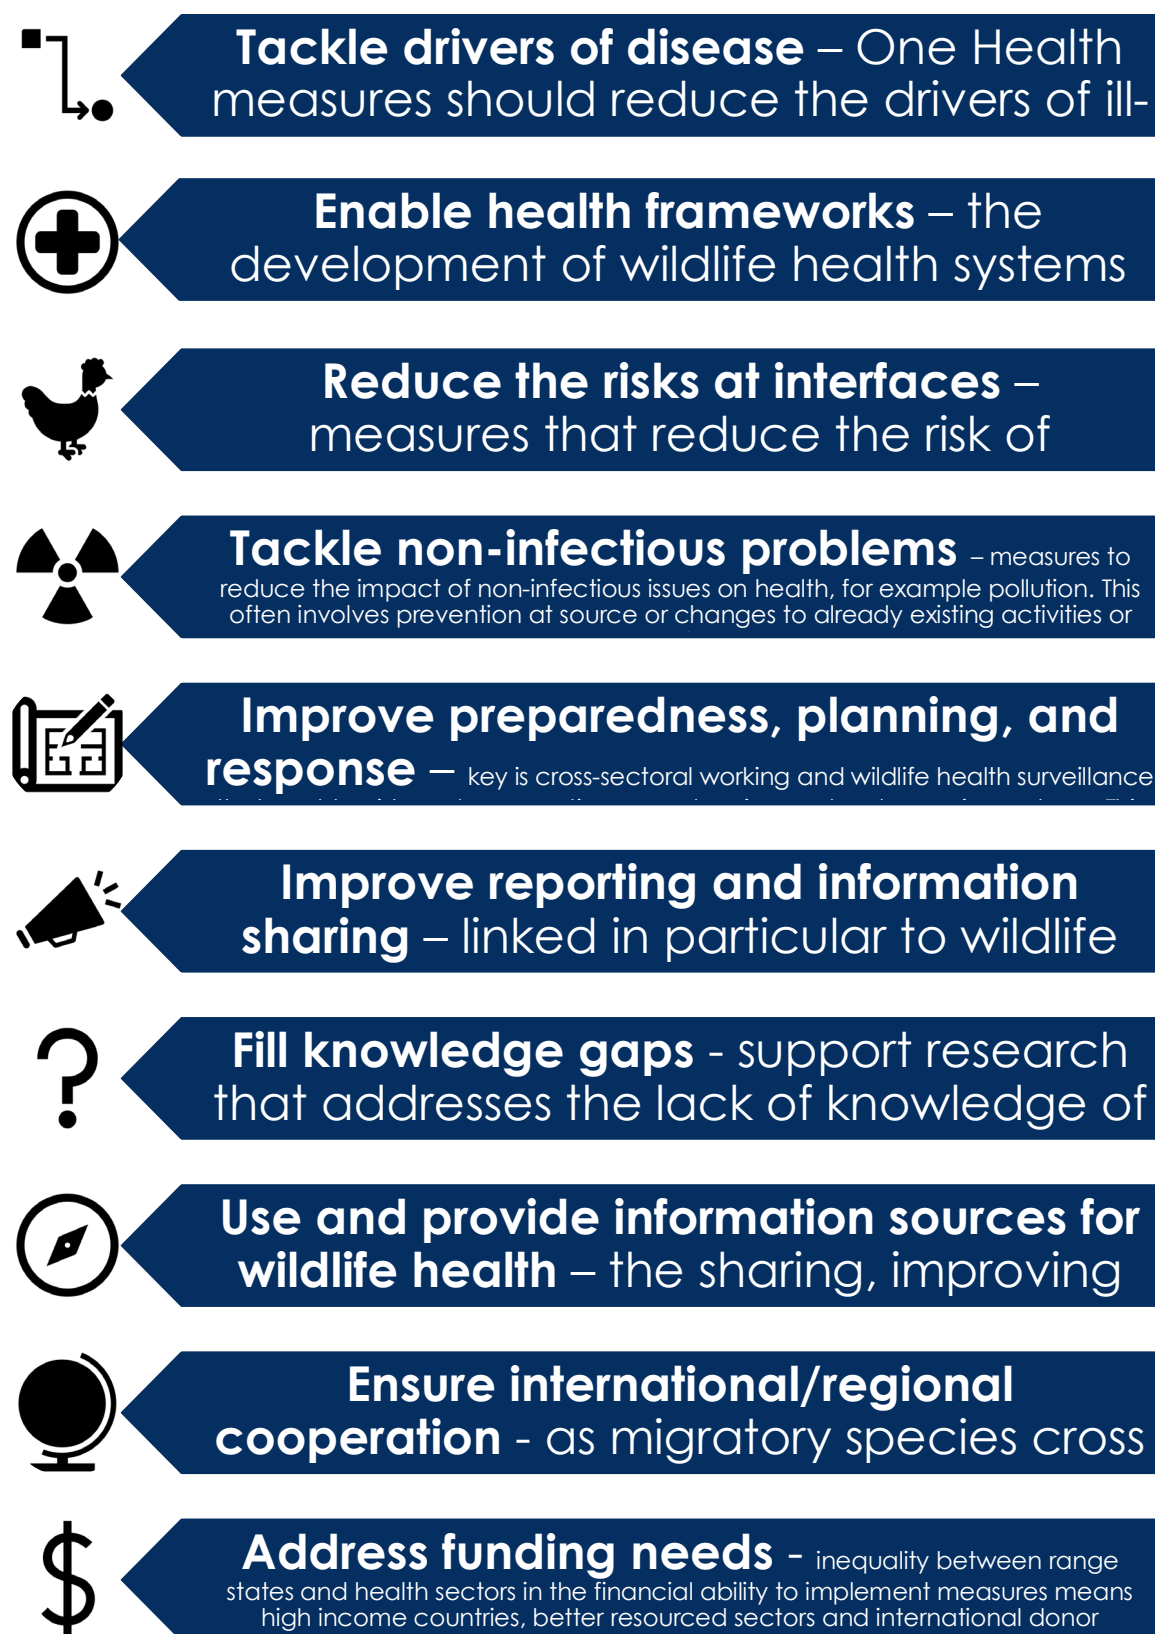 Tackle drivers of disease – One Health
measures should reduce the drivers of ill-
Enable health frameworks – the
development of wildlife health systems
Reduce the risks at interfaces –
measures that reduce the risk of
Tackle non-infectious problems – measures to
reduce the impact of non-infectious issues on health, for example pollution. This
often involves prevention at source or changes to already existing activities or
Improve preparedness, planning, and
response – key is cross-sectoral working and wildlife health surveillance
Improve reporting and information
sharing – linked in particular to wildlife
Fill knowledge gaps - support research
that addresses the lack of knowledge of
Use and provide information sources for
wildlife health – the sharing, improving
Ensure international/regional
cooperation - as migratory species cross
Address funding needs - inequality between range
states and health sectors in the financial ability to implement measures means
high income countries, better resourced sectors and international donor